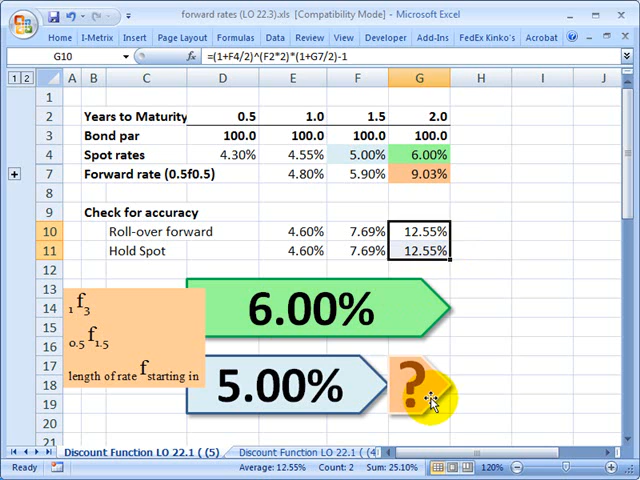 forward rates (LO 22.3).xls [Compatibility Mode] - Microsoft Excel
Home I-Metrix Insert Page Layout Formulas Data Review View Developer Add-Ins FedEx Kinko's Acrobat
G10 fx =(1+F4/2)^(F2*2)*(1+G7/2)-1
1 2 A B C D E F G H I J
1
2 Years to Maturity 0.5 1.0 1.5 2.0
3 Bond par 100.0 100.0 100.0 100.0
4 Spot rates 4.30% 4.55% 5.00% 6.00%
7 Forward rate (0.5f0.5) 4.80% 5.90% 9.03%
8
9 Check for accuracy
10 Roll-over forward 4.60% 7.69% 12.55%
11 Hold Spot 4.60% 7.69% 12.55%
12
13
14 6.00%
15
16
17
18 5.00% ?
19
20
21
1f3
0.5f1.5
length of rate fstarting in
Discount Function LO 22.1 ( (5) Discount Function LO 22.1 ( (4
Ready Average: 12.55% Count: 2 Sum: 25.10% 120%